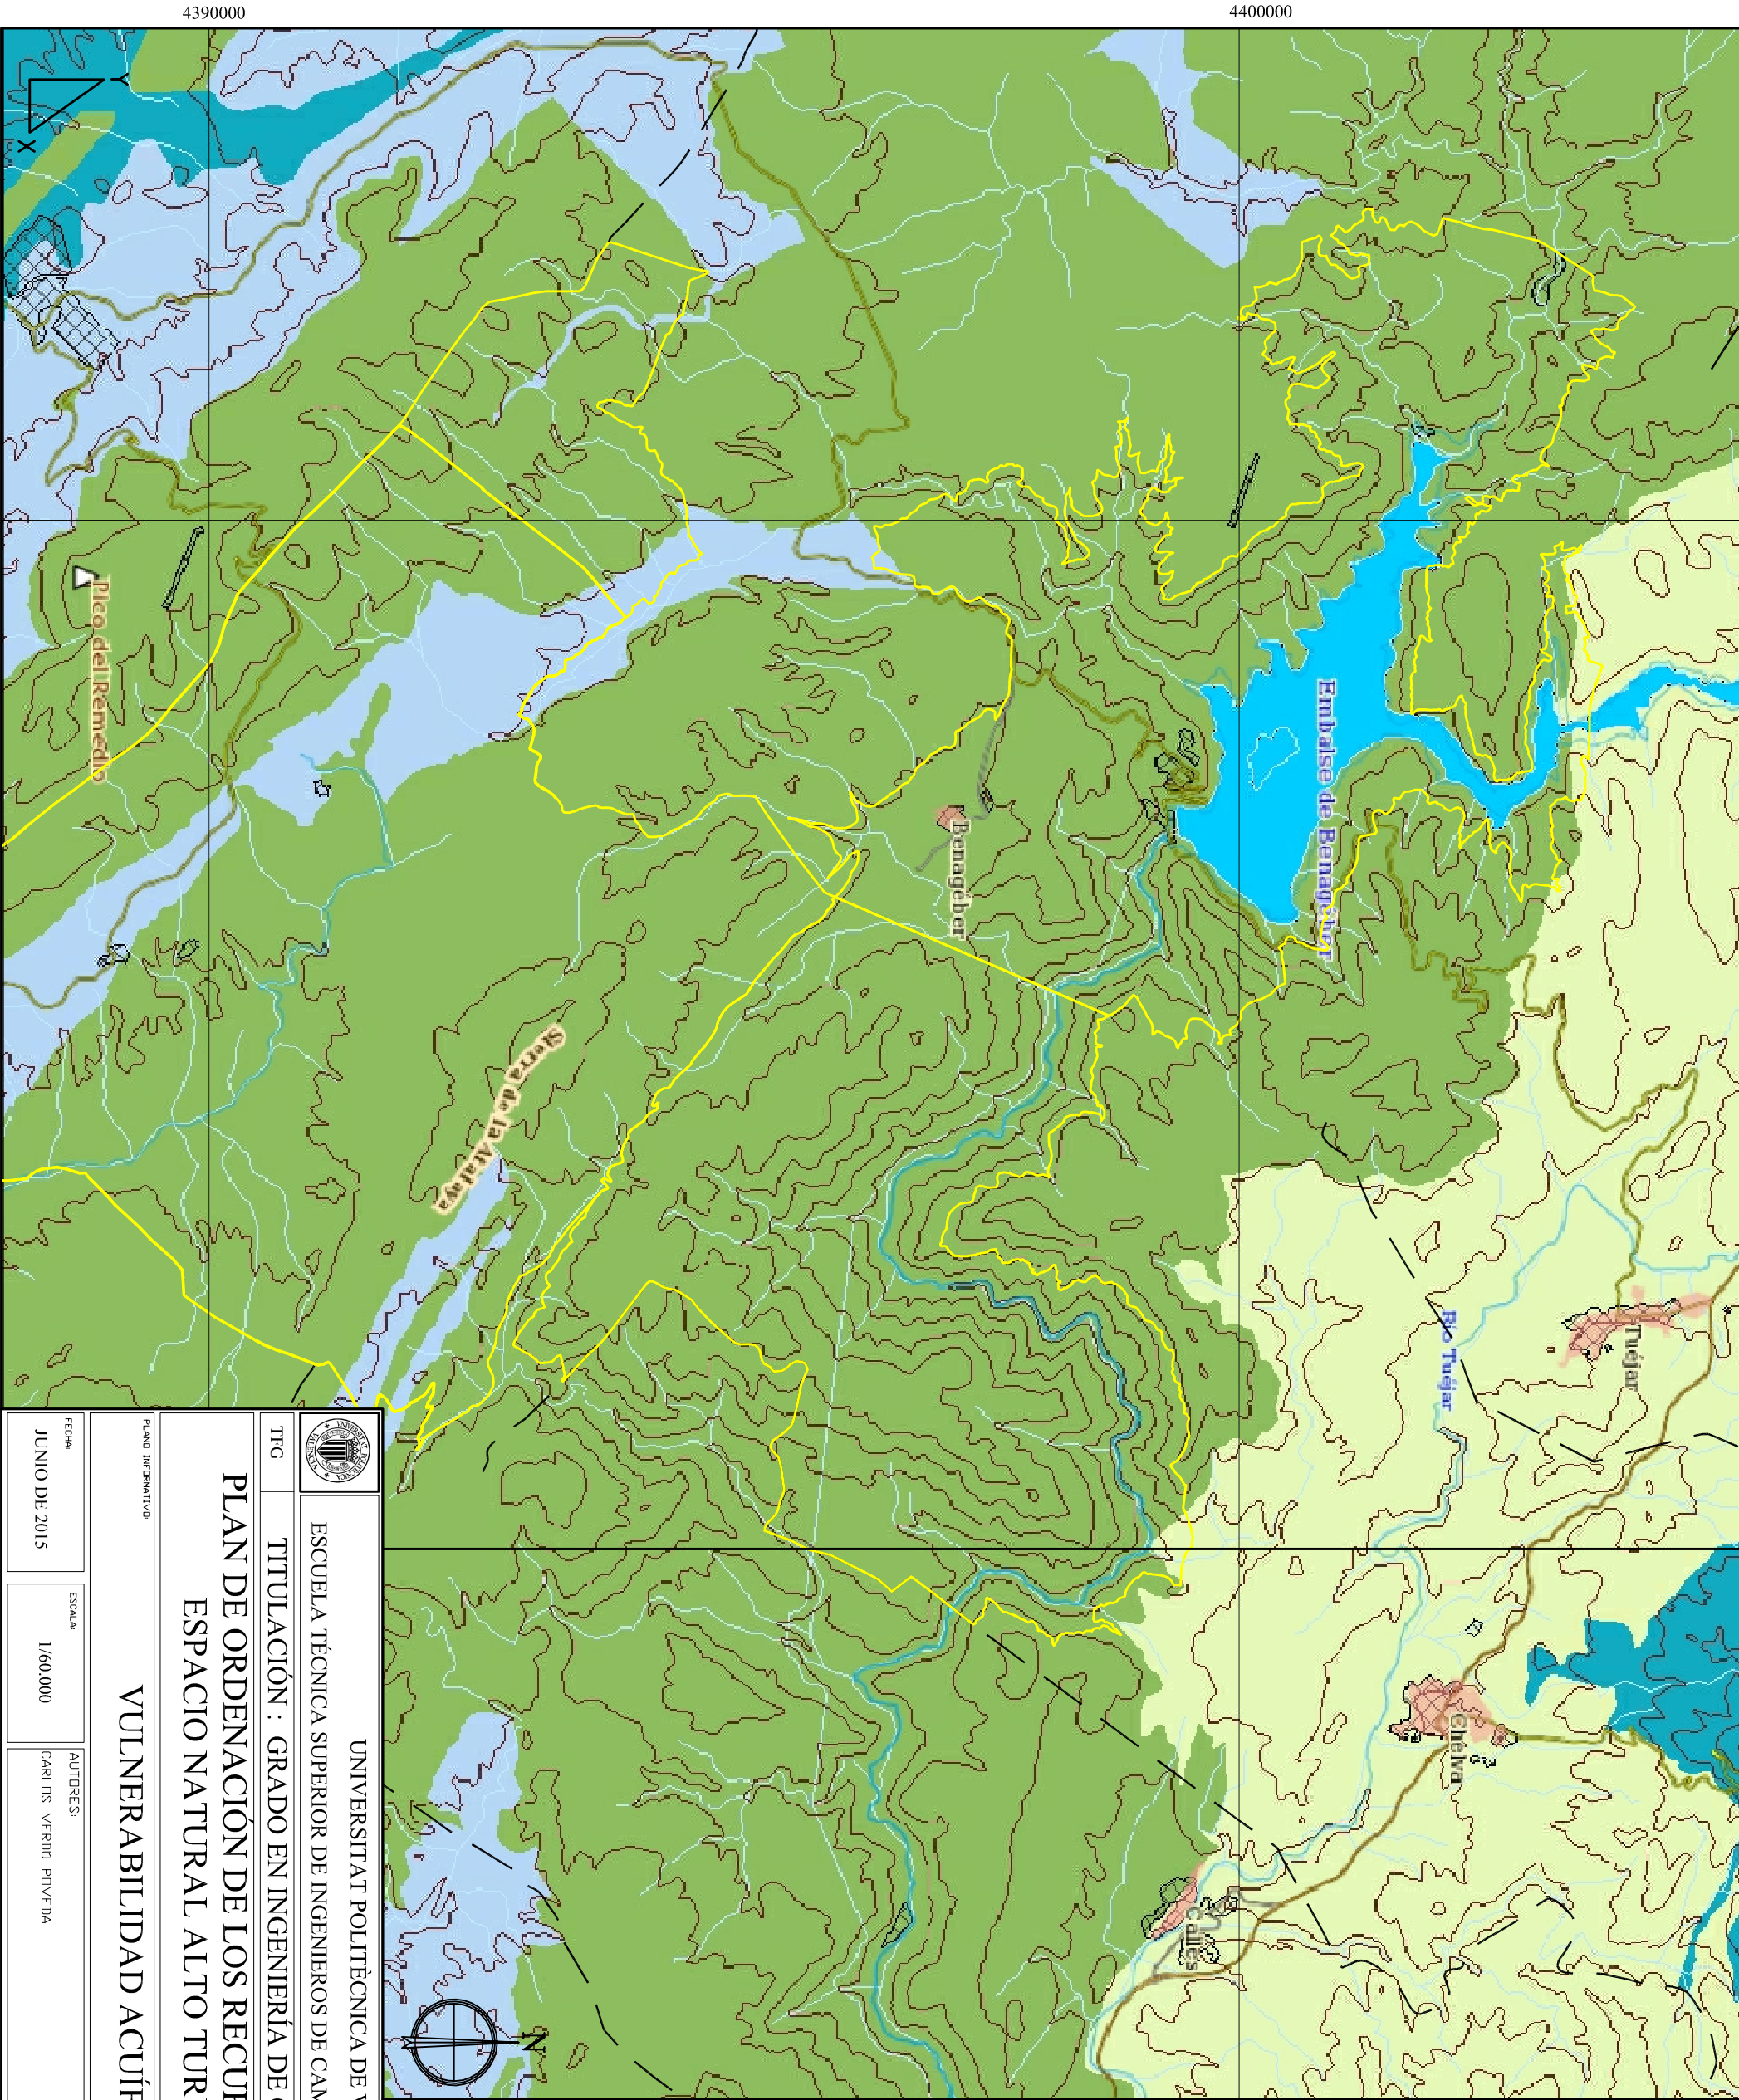 4390000
4400000
Y
X
Pico del Remedio
Embalse de Benagéber
Benagéber
Sierra de la Atalaya
Río Tuéjar
Tuéjar
Chelva
Calles
N
UNIVERSITAT POLITÈCNICA DE V
ESCUELA TÉCNICA SUPERIOR DE INGENIEROS DE CAM
TFG
TITULACIÓN : GRADO EN INGENIERÍA DE
PLAN DE ORDENACIÓN DE LOS RECUR
ESPACIO NATURAL ALTO TUR
PLANO INFORMATIVO:
VULNERABILIDAD ACUÍF
FECHA:
JUNIO DE 2015
ESCALA:
1/60.000
AUTORES:
CARLOS VERDU POVEDA